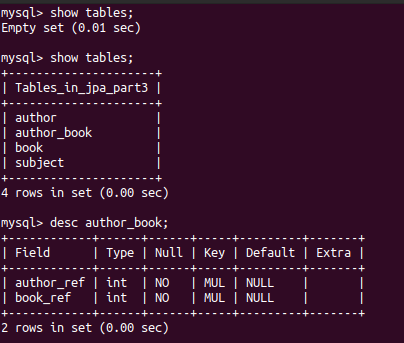 mysql> show tables;
Empty set (0.01 sec)
mysql> show tables;
+---------------------+
| Tables_in_jpa_part3 |
+---------------------+
| author              |
| author_book         |
| book                |
| subject             |
+---------------------+
4 rows in set (0.00 sec)
mysql> desc author_book;
+------------+------+------+-----+---------+-------+
| Field      | Type | Null | Key | Default | Extra |
+------------+------+------+-----+---------+-------+
| author_ref | int  | NO   | MUL | NULL    |       |
| book_ref   | int  | NO   | MUL | NULL    |       |
+------------+------+------+-----+---------+-------+
2 rows in set (0.00 sec)